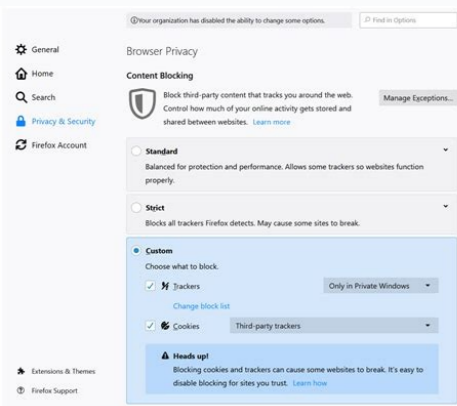 Your organization has disabled the ability to change some options.
Find in Options
General
Home
Search
Privacy & Security
Firefox Account
Extensions & Themes
Firefox Support
Browser Privacy
Content Blocking
Block third-party content that tracks you around the web.
Control how much of your online activity gets stored and
shared between websites. Learn more
Manage Exceptions...
Standard
Balanced for protection and performance. Allows some trackers so websites function
properly.
Strict
Blocks all trackers Firefox detects. May cause some sites to break.
Custom
Choose what to block.
Trackers
Only in Private Windows
Change block list
Cookies
Third-party trackers
Heads up!
Blocking cookies and trackers can cause some websites to break. It's easy to
disable blocking for sites you trust. Learn how